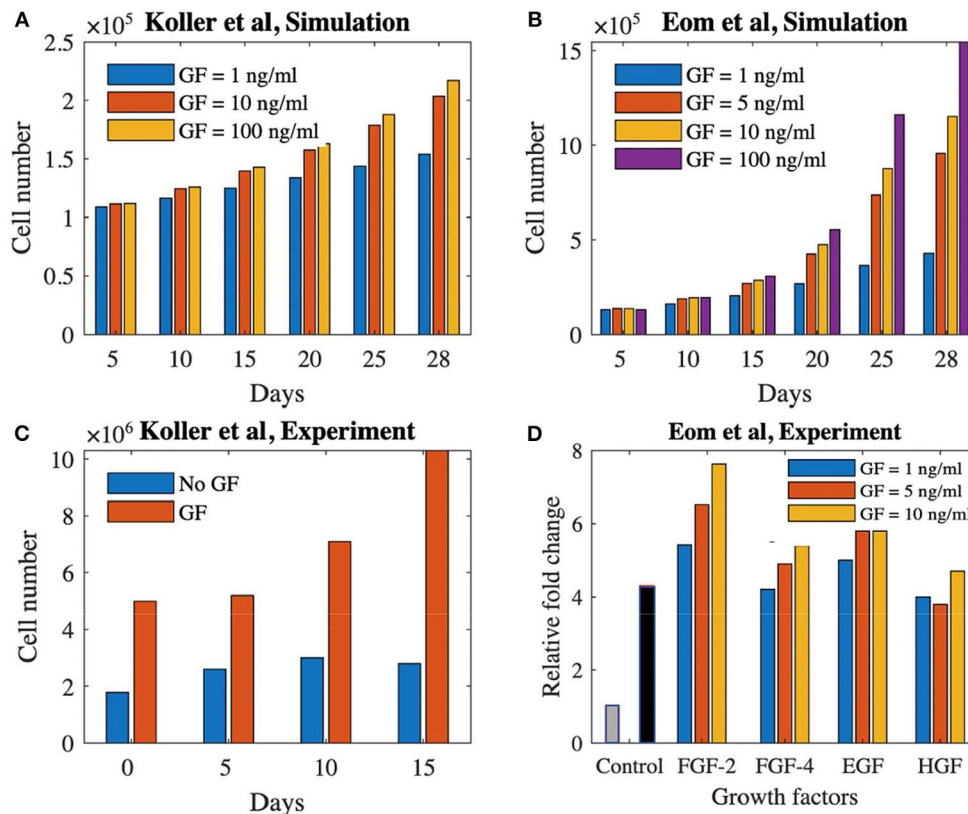 A
Koller et al, Simulation
×10⁵
2.5
2
1.5
1
0.5
0
Cell number
GF = 1 ng/ml
GF = 10 ng/ml
GF = 100 ng/ml
5 10 15 20 25 28
Days
B
Eom et al, Simulation
×10⁵
15
10
5
0
Cell number
GF = 1 ng/ml
GF = 5 ng/ml
GF = 10 ng/ml
GF = 100 ng/ml
5 10 15 20 25 28
Days
C
Koller et al, Experiment
×10⁶
10
8
6
4
2
0
Cell number
No GF
GF
0 5 10 15
Days
D
Eom et al, Experiment
8
6
4
2
0
Relative fold change
GF = 1 ng/ml
GF = 5 ng/ml
GF = 10 ng/ml
Control FGF-2 FGF-4 EGF HGF
Growth factors